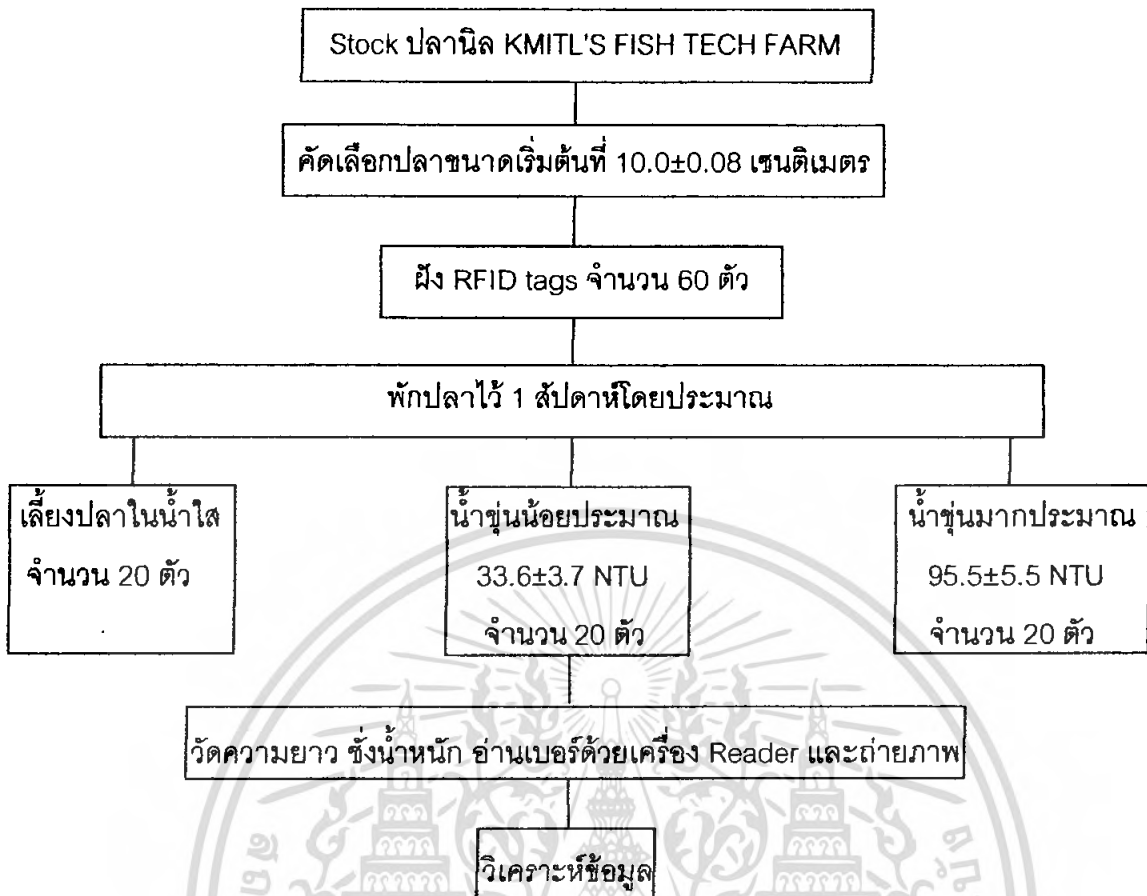 Stock ปลานิล KMITL'S FISH TECH FARM
คัดเลือกปลาขนาดเริ่มต้นที่ 10.0±0.08 เซนติเมตร
ฝัง RFID tags จำนวน 60 ตัว
พักปลาไว้ 1 สัปดาห์โดยประมาณ
เลี้ยงปลาในน้ำใส
จำนวน 20 ตัว
น้ำขุ่นน้อยประมาณ
33.6±3.7 NTU
จำนวน 20 ตัว
น้ำขุ่นมากประมาณ
95.5±5.5 NTU
จำนวน 20 ตัว
วัดความยาว ชั่งน้ำหนัก อ่านเบอร์ด้วยเครื่อง Reader และถ่ายภาพ
วิเคราะห์ข้อมูล